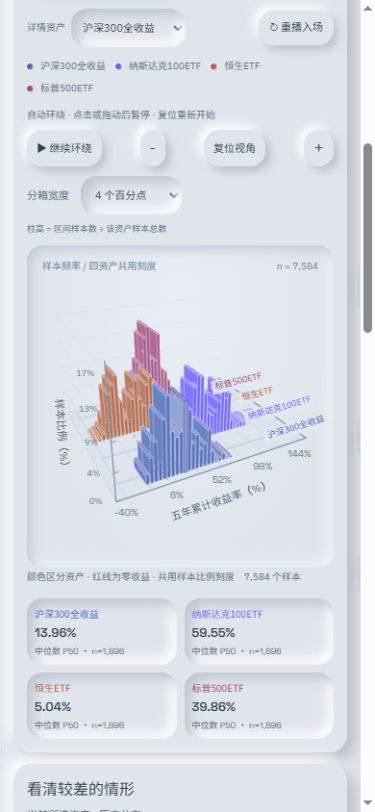 详情资产 沪深300全收益 ↻ 重播入场
沪深300全收益 纳斯达克100ETF 恒生ETF
标普500ETF
自动环绕 · 点击或拖动后暂停 · 复位重新开始
▶ 继续环绕 − 复位视角 +
分箱宽度 4 个百分点
柱高 = 区间样本数 ÷ 该资产样本总数
样本频率 / 四资产共用刻度 n = 7,584
17%
13%
9%
4%
0%
样本比例 (%)
标普500ETF
恒生ETF
纳斯达克100ETF
沪深300全收益
-40%
6%
52%
98%
144%
五年累计收益率 (%)
颜色区分资产 · 红线为零收益 · 共用样本比例刻度 7,584 个样本
沪深300全收益 纳斯达克100ETF
13.96% 59.55%
中位数 P50 · n=1,896 中位数 P50 · n=1,896
恒生ETF 标普500ETF
5.04% 39.86%
中位数 P50 · n=1,896 中位数 P50 · n=1,896
看清较差的情形